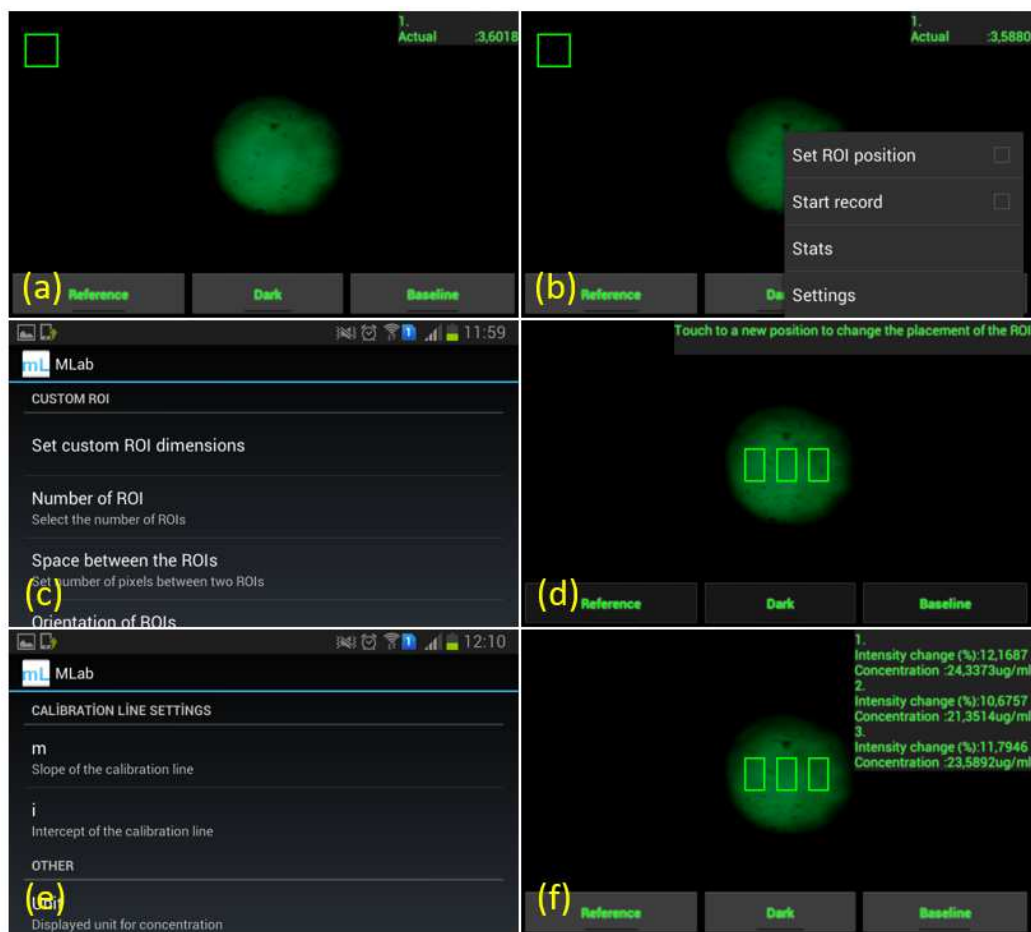 1.
Actual :3,6018
Reference Dark Baseline
(a)
1.
Actual :3,5880
Set ROI position
Start record
Stats
Settings
Reference
(b)
11:59
mL MLab
CUSTOM ROI
Set custom ROI dimensions
Number of ROI
Select the number of ROIs
Space between the ROIs
Set number of pixels between two ROIs
Orientation of ROIs
(c)
Touch to a new position to change the placement of the ROI
Reference Dark Baseline
(d)
12:10
mL MLab
CALİBRATİON LİNE SETTINGS
m
Slope of the calibration line
i
Intercept of the calibration line
OTHER
Unit
Displayed unit for concentration
(e)
1.
Intensity change (%):12,1687
Concentration :24,3373ug/ml
2.
Intensity change (%):10,6757
Concentration :21,3514ug/ml
3.
Intensity change (%):11,7946
Concentration :23,5892ug/ml
Reference Dark Baseline
(f)